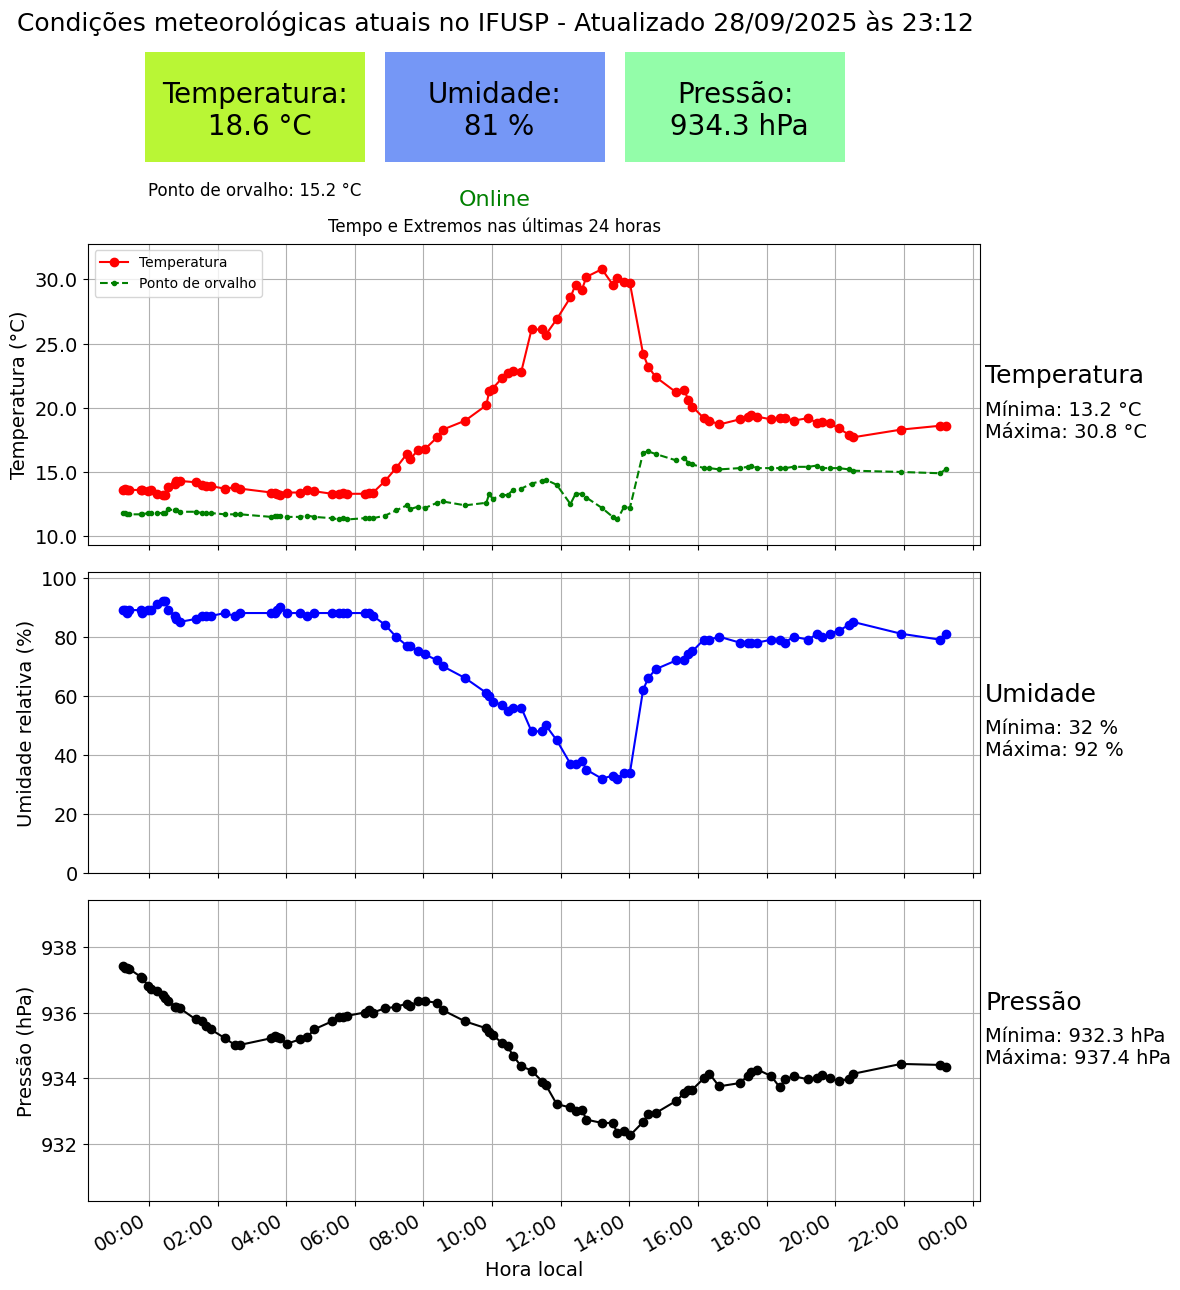 Condições meteorológicas atuais no IFUSP - Atualizado 28/09/2025 às 23:12
Temperatura:
18.6 °C
Umidade:
81 %
Pressão:
934.3 hPa
Ponto de orvalho: 15.2 °C
Online
Tempo e Extremos nas últimas 24 horas
Temperatura
Ponto de orvalho
Temperatura (°C)
30.0
25.0
20.0
15.0
10.0
Temperatura
Mínima: 13.2 °C
Máxima: 30.8 °C
Umidade relativa (%)
100
80
60
40
20
0
Umidade
Mínima: 32 %
Máxima: 92 %
Pressão (hPa)
938
936
934
932
Pressão
Mínima: 932.3 hPa
Máxima: 937.4 hPa
00:00 02:00 04:00 06:00 08:00 10:00 12:00 14:00 16:00 18:00 20:00 22:00 00:00
Hora local